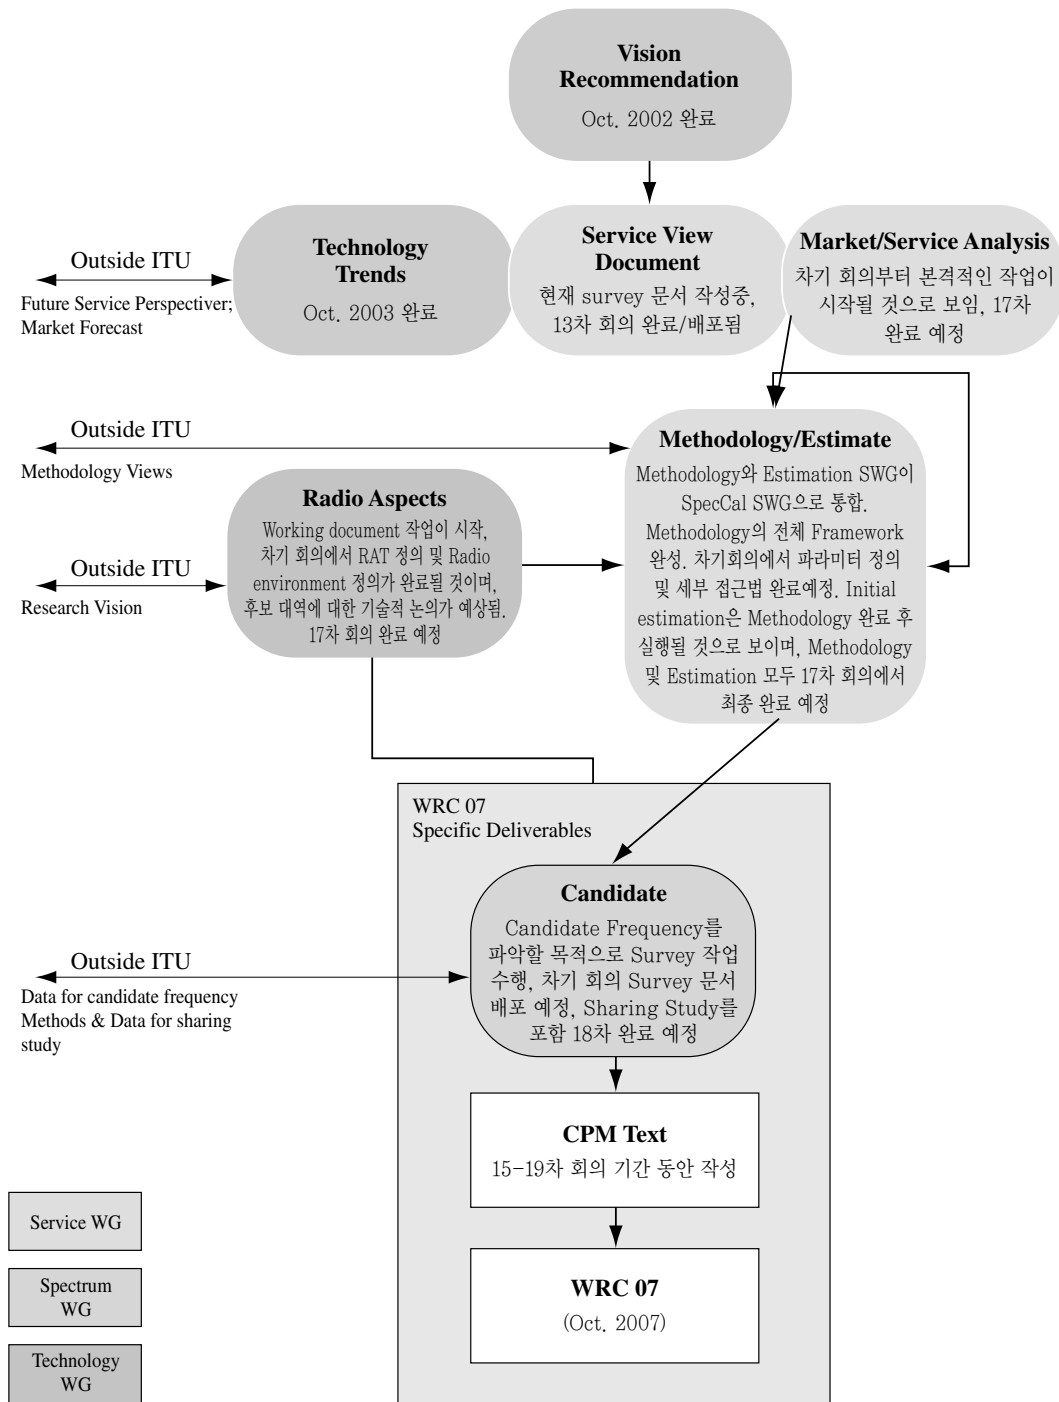 Vision
Recommendation
Oct. 2002 완료
Outside ITU
Future Service Perspectiver;
Market Forecast
Technology
Trends
Oct. 2003 완료
Service View
Document
현재 survey 문서 작성중,
13차 회의 완료/배포됨
Market/Service Analysis
차기 회의부터 본격적인 작업이
시작될 것으로 보임, 17차
완료 예정
Outside ITU
Methodology Views
Methodology/Estimate
Methodology와 Estimation SWG이
SpecCal SWG으로 통합.
Methodology의 전체 Framework
완성. 차기회의에서 파라미터 정의
및 세부 접근법 완료예정. Initial
estimation은 Methodology 완료 후
실행될 것으로 보이며, Methodology
및 Estimation 모두 17차 회의에서
최종 완료 예정
Outside ITU
Research Vision
Radio Aspects
Working document 작업이 시작,
차기 회의에서 RAT 정의 및 Radio
environment 정의가 완료될 것이며,
후보 대역에 대한 기술적 논의가 예상됨.
17차 회의 완료 예정
WRC 07
Specific Deliverables
Candidate
Candidate Frequency를
파악할 목적으로 Survey 작업
수행, 차기 회의 Survey 문서
배포 예정, Sharing Study를
포함 18차 완료 예정
Outside ITU
Data for candidate frequency
Methods & Data for sharing
study
CPM Text
15-19차 회의 기간 동안 작성
WRC 07
(Oct. 2007)
Service WG
Spectrum
WG
Technology
WG